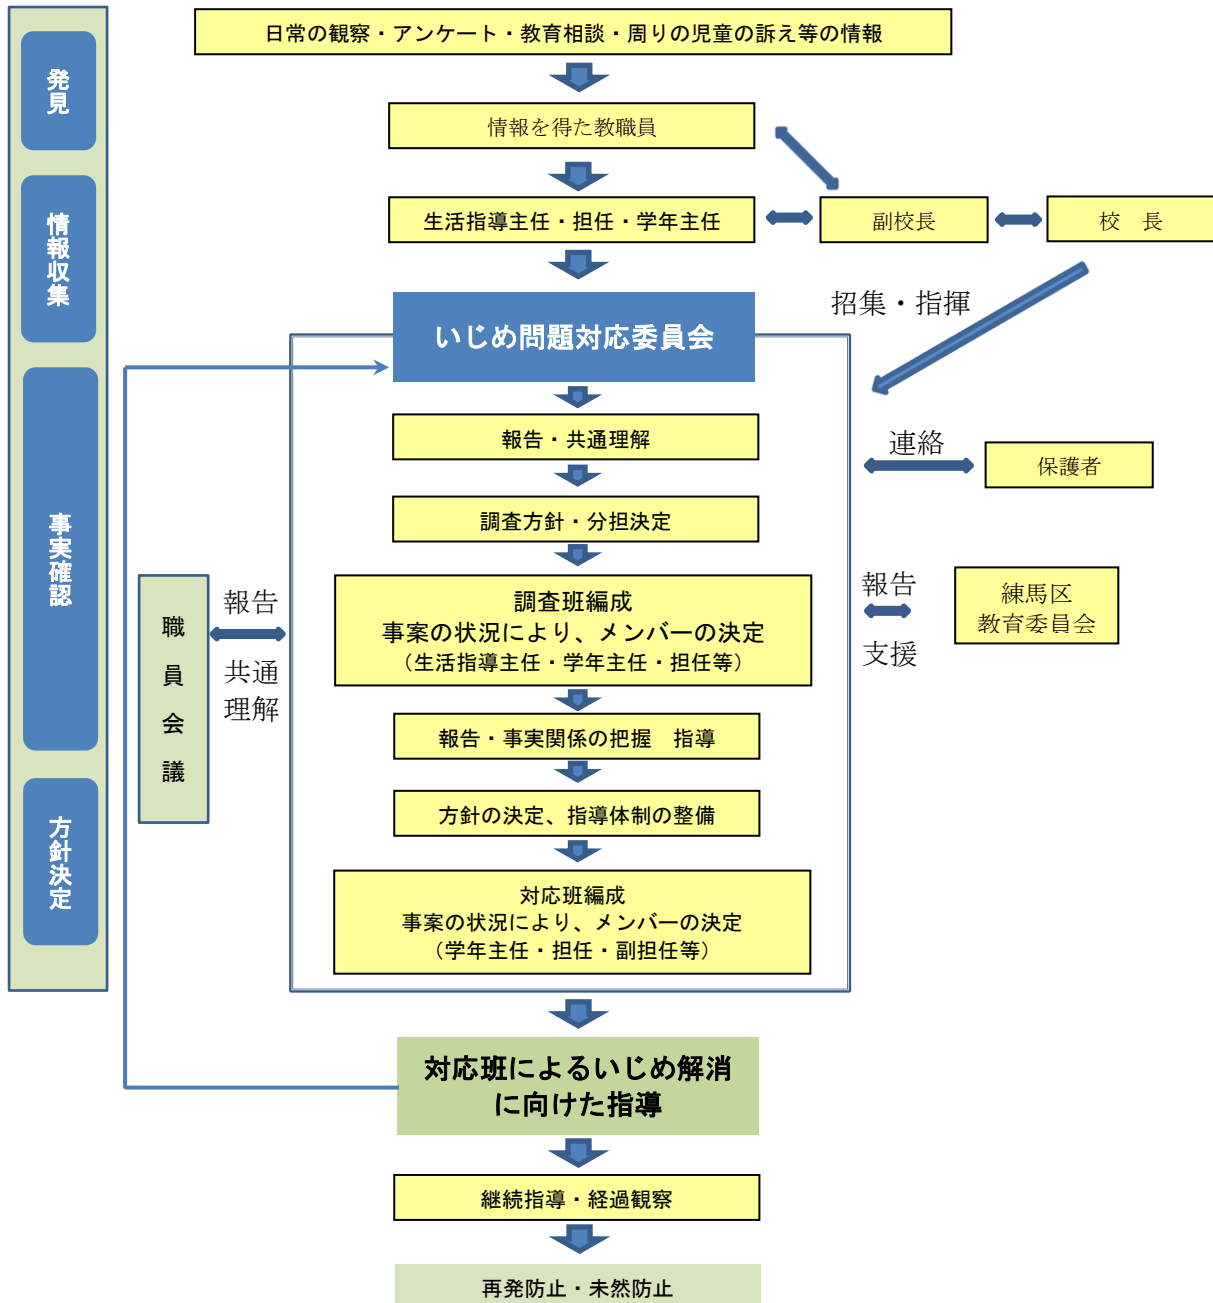 日常の観察・アンケート・教育相談・周りの児童の訴え等の情報
発見
情報を得た教職員
情報収集
生活指導主任・担任・学年主任
副校長
校　長
招集・指揮
いじめ問題対応委員会
報告・共通理解
連絡
保護者
事実確認
調査方針・分担決定
調査班編成
事案の状況により、メンバーの決定
（生活指導主任・学年主任・担任等）
報告
支援
練馬区
教育委員会
職員会議
報告
共通
理解
報告・事実関係の把握　指導
方針決定
方針の決定、指導体制の整備
対応班編成
事案の状況により、メンバーの決定
（学年主任・担任・副担任等）
対応班によるいじめ解消
に向けた指導
継続指導・経過観察
再発防止・未然防止